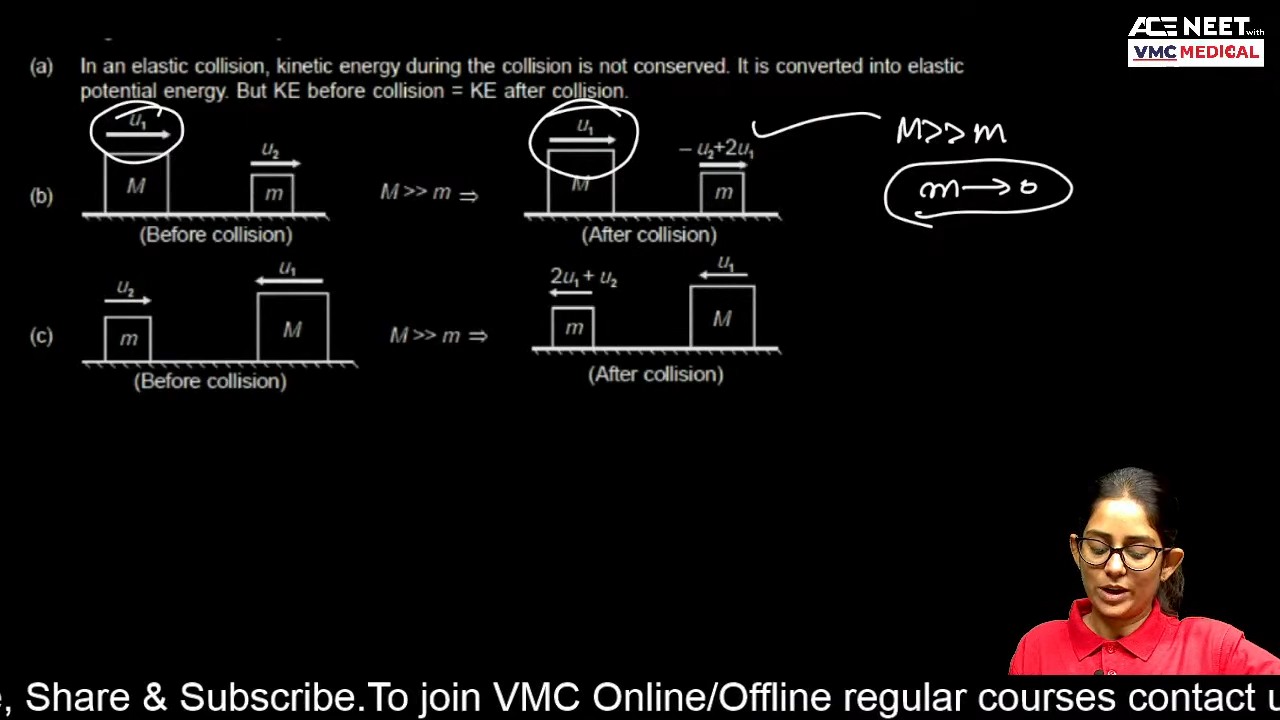 ACE NEET with
VMC MEDICAL
(a) In an elastic collision, kinetic energy during the collision is not conserved. It is converted into elastic
potential energy. But KE before collision = KE after collision.
u₁ u₂ u₁ – u₂+2u₁ M>>m
(b) M m M >> m ⇒ M m m→0
(Before collision) (After collision)
u₂ u₁ 2u₁ + u₂ u₁
(c) m M M >> m ⇒ m M
(Before collision) (After collision)
e, Share & Subscribe.To join VMC Online/Offline regular courses contact u